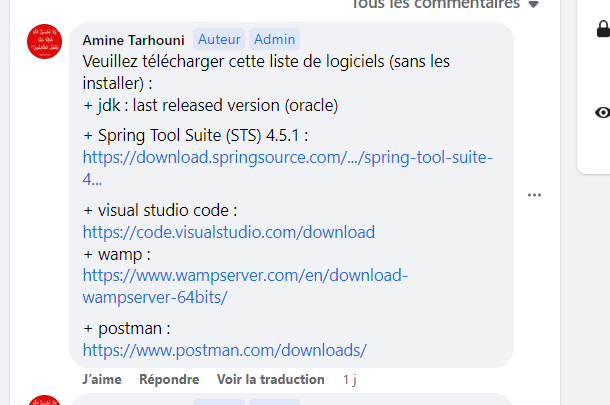 Tous les commentaires
Amine Tarhouni Auteur Admin
Veuillez télécharger cette liste de logiciels (sans les
installer) :
+ jdk : last released version (oracle)
+ Spring Tool Suite (STS) 4.5.1 :
https://download.springsource.com/.../spring-tool-suite-
4...
+ visual studio code :
https://code.visualstudio.com/download
+ wamp :
https://www.wampserver.com/en/download-
wampserver-64bits/
+ postman :
https://www.postman.com/downloads/
J'aime Répondre Voir la traduction 1 j